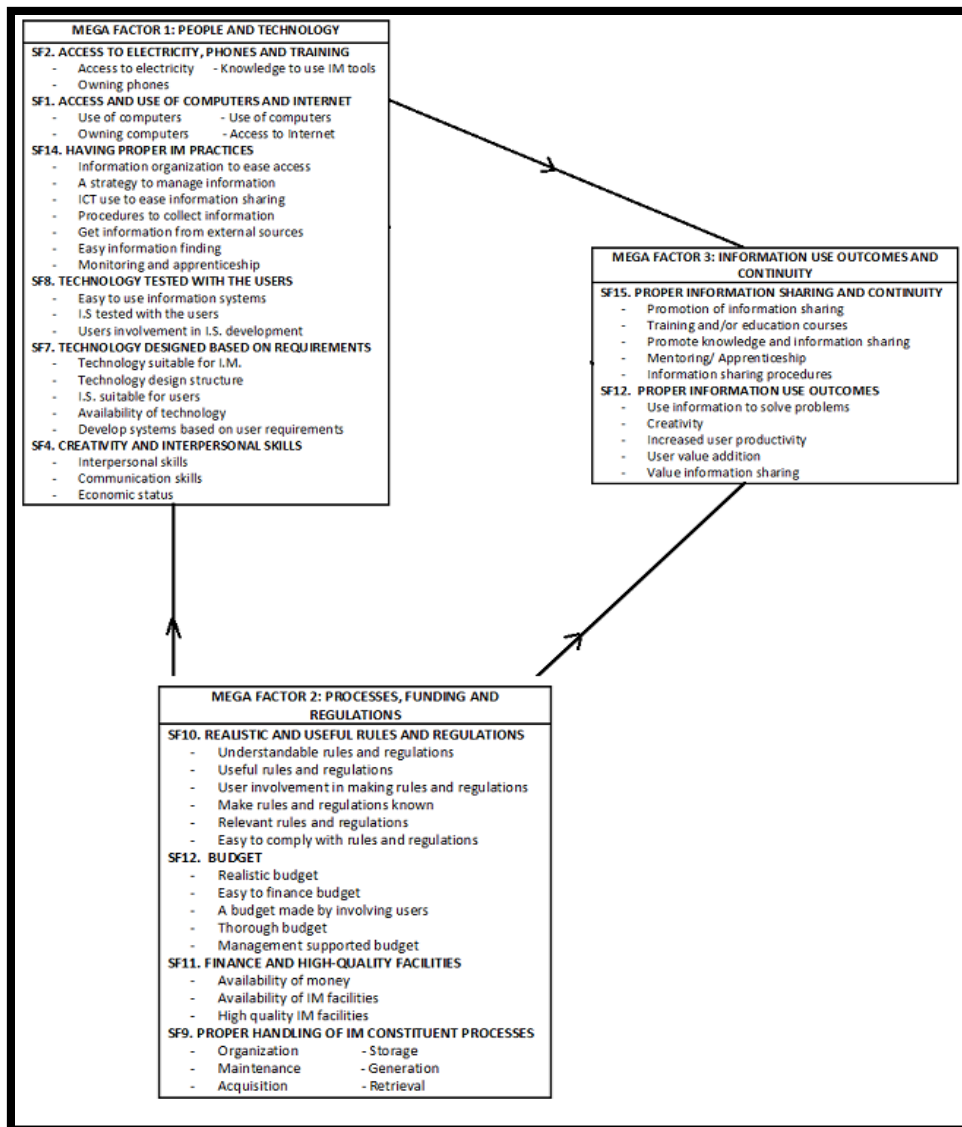 MEGA FACTOR 1: PEOPLE AND TECHNOLOGY
SF2. ACCESS TO ELECTRICITY, PHONES AND TRAINING
- Access to electricity - Knowledge to use IM tools
- Owning phones
SF1. ACCESS AND USE OF COMPUTERS AND INTERNET
- Use of computers - Use of computers
- Owning computers - Access to Internet
SF14. HAVING PROPER IM PRACTICES
- Information organization to ease access
- A strategy to manage information
- ICT use to ease information sharing
- Procedures to collect information
- Get information from external sources
- Easy information finding
- Monitoring and apprenticeship
SF8. TECHNOLOGY TESTED WITH THE USERS
- Easy to use information systems
- I.S tested with the users
- Users involvement in I.S. development
SF7. TECHNOLOGY DESIGNED BASED ON REQUIREMENTS
- Technology suitable for I.M.
- Technology design structure
- I.S. suitable for users
- Availability of technology
- Develop systems based on user requirements
SF4. CREATIVITY AND INTERPERSONAL SKILLS
- Interpersonal skills
- Communication skills
- Economic status
MEGA FACTOR 3: INFORMATION USE OUTCOMES AND
CONTINUITY
SF15. PROPER INFORMATION SHARING AND CONTINUITY
- Promotion of information sharing
- Training and/or education courses
- Promote knowledge and information sharing
- Mentoring/ Apprenticeship
- Information sharing procedures
SF12. PROPER INFORMATION USE OUTCOMES
- Use information to solve problems
- Creativity
- Increased user productivity
- User value addition
- Value information sharing
MEGA FACTOR 2: PROCESSES, FUNDING AND
REGULATIONS
SF10. REALISTIC AND USEFUL RULES AND REGULATIONS
- Understandable rules and regulations
- Useful rules and regulations
- User involvement in making rules and regulations
- Make rules and regulations known
- Relevant rules and regulations
- Easy to comply with rules and regulations
SF12. BUDGET
- Realistic budget
- Easy to finance budget
- A budget made by involving users
- Thorough budget
- Management supported budget
SF11. FINANCE AND HIGH-QUALITY FACILITIES
- Availability of money
- Availability of IM facilities
- High quality IM facilities
SF9. PROPER HANDLING OF IM CONSTITUENT PROCESSES
- Organization - Storage
- Maintenance - Generation
- Acquisition - Retrieval